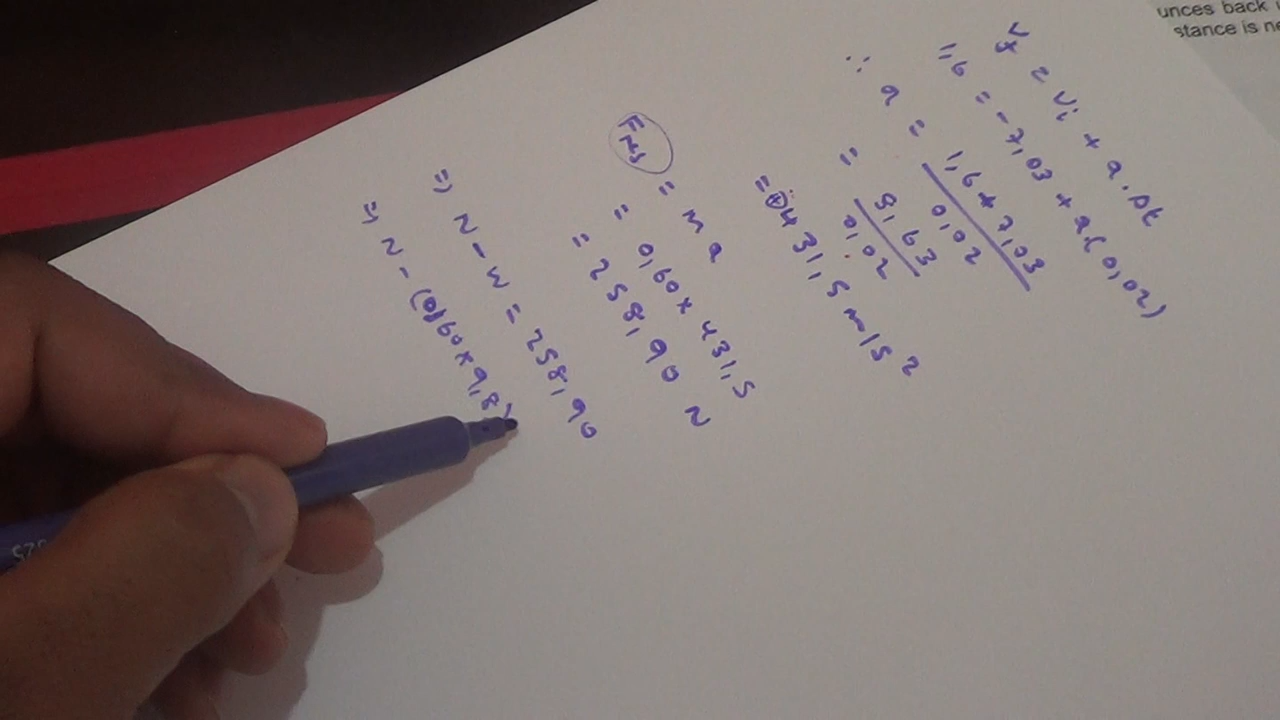 unces back u
stance is ne
Vf = Vi + a.Δt
1,6 = -7,03 + a(0,02)
∴ a = 1,6 + 7,03
0,02
= 8,63
0,02
= 431,5 m/s2
= ma
= 0,60 x 431,5
= 258,90 N
=> N - W = 258,90
=> N - (0,60 x 9,8)